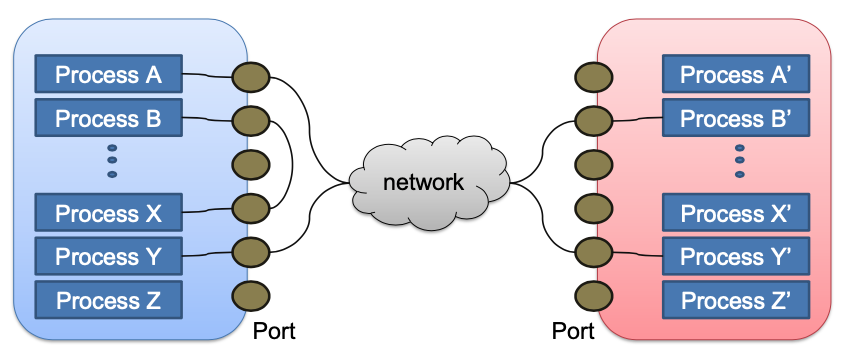 Process A
Process B
Process X
Process Y
Process Z
Port
network
Process A’
Process B’
Process X’
Process Y’
Process Z’
Port